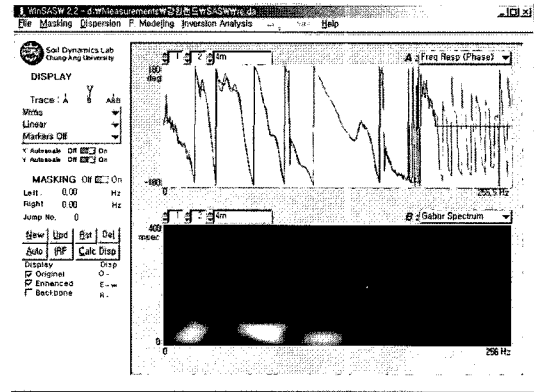 WinSASW 2.2 - d:₩Measurements₩
File Masking Dispersion F. Modeling Inversion Analysis Help
Soil Dynamics Lab
Chung-Ang University
DISPLAY
Trace : A B A&B
Linear
Markers Off
X Autoscale Off On
Y Autoscale Off On
MASKING Off On
Left : 0,00 Hz
Right 0,00 Hz
Jump No, 0
New Upd Rst Del
Auto IRF Calc Disp
Display Disp
Original O -
Enhanced E - w
Backbone B -
1 2 4m A Freq Resp (Phase)
180
deg
-180
0 255,5 Hz
1 2 4m B Gabor Spectrum
400
msec
0
0 256 Hz